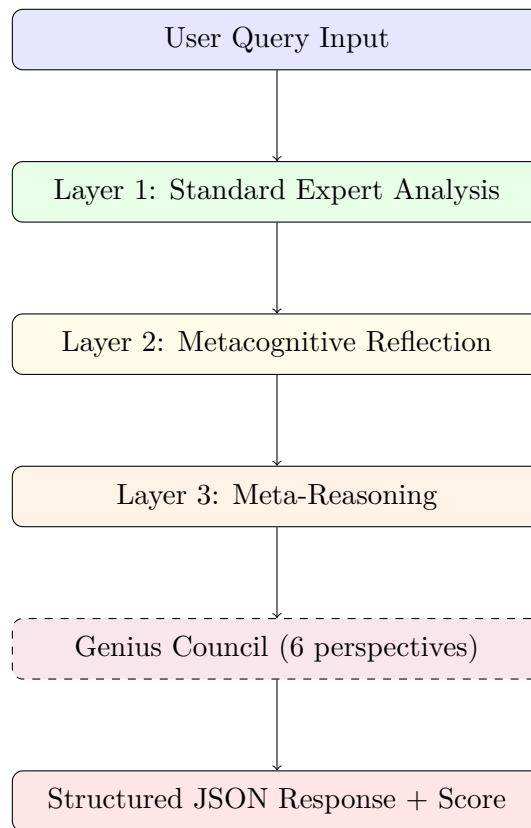 User Query Input
Layer 1: Standard Expert Analysis
Layer 2: Metacognitive Reflection
Layer 3: Meta-Reasoning
Genius Council (6 perspectives)
Structured JSON Response + Score